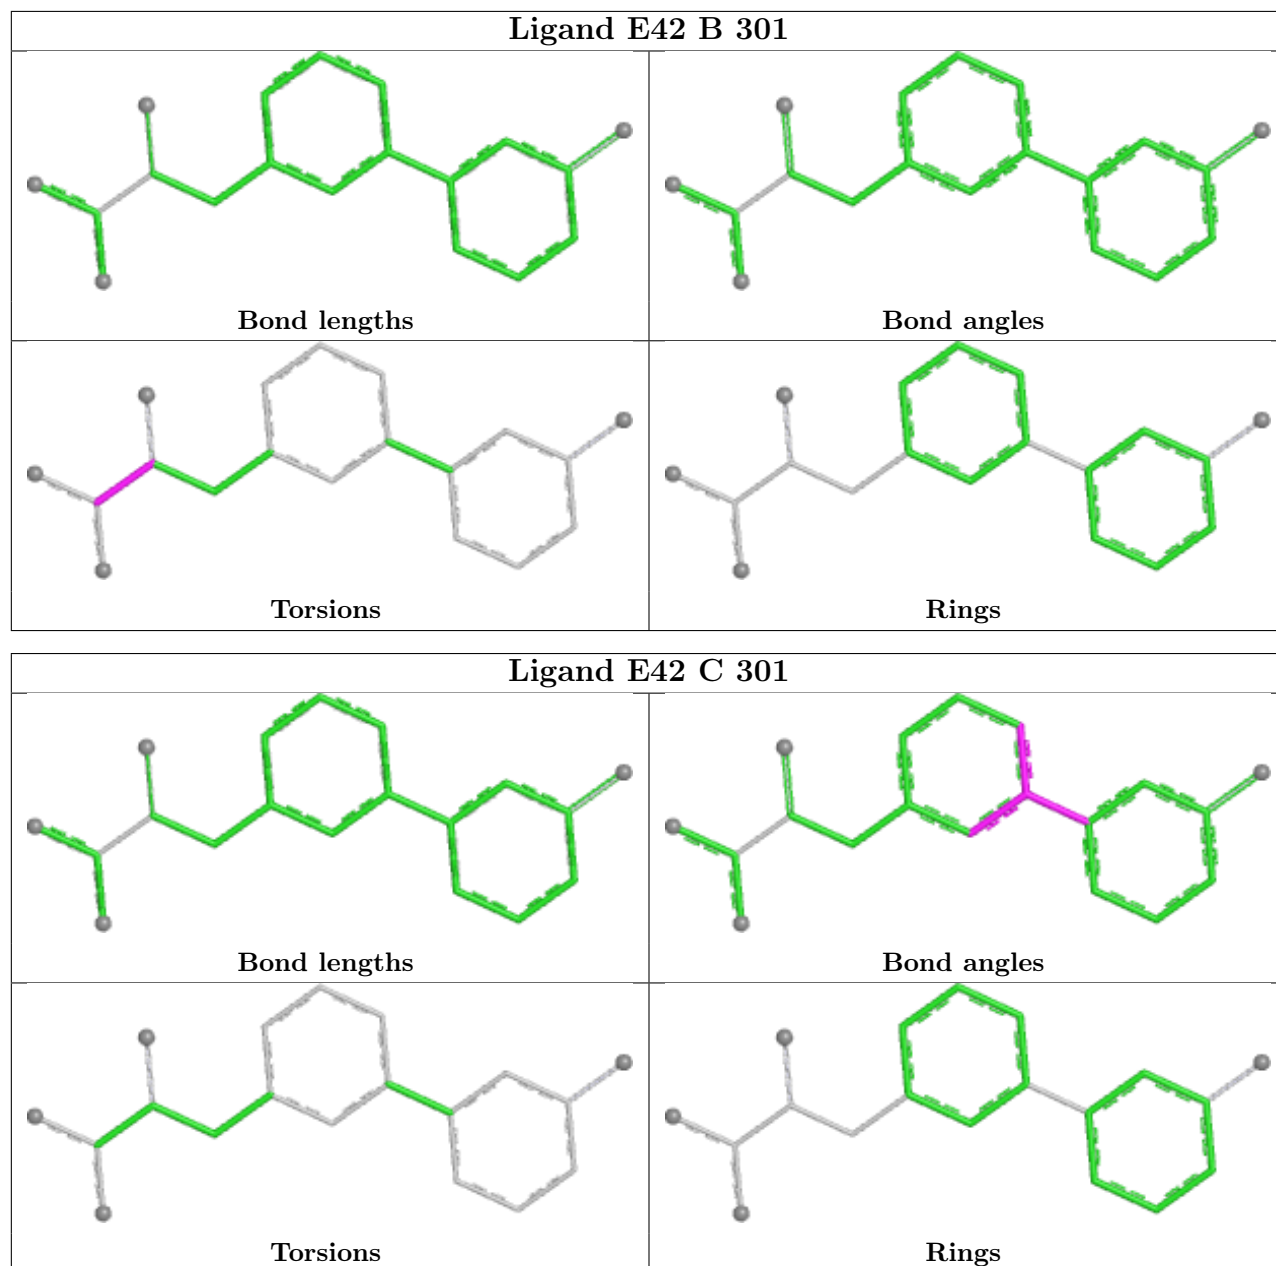 Ligand E42 B 301
Bond lengths
Bond angles
Torsions
Rings
Ligand E42 C 301
Bond lengths
Bond angles
Torsions
Rings